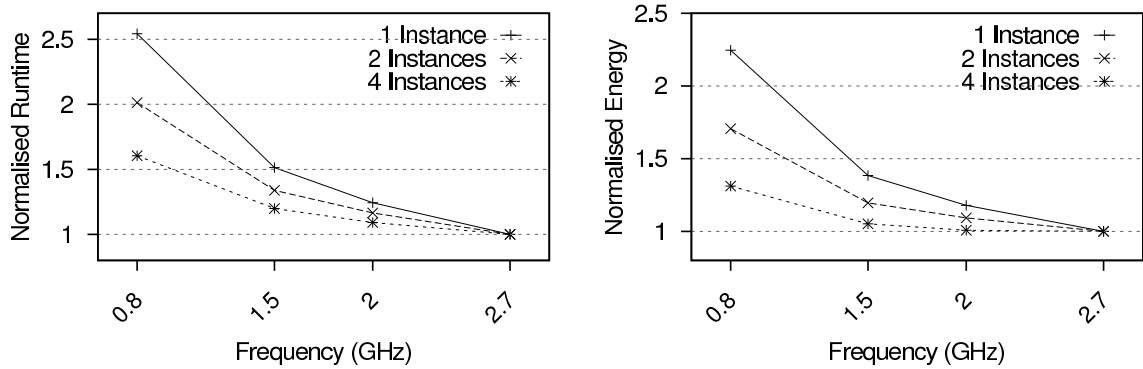 Normalised Runtime
2.5
2
1.5
1
1 Instance
2 Instances
4 Instances
0.8
1.5
2
2.7
Frequency (GHz)
Normalised Energy
2.5
2
1.5
1
1 Instance
2 Instances
4 Instances
0.8
1.5
2
2.7
Frequency (GHz)